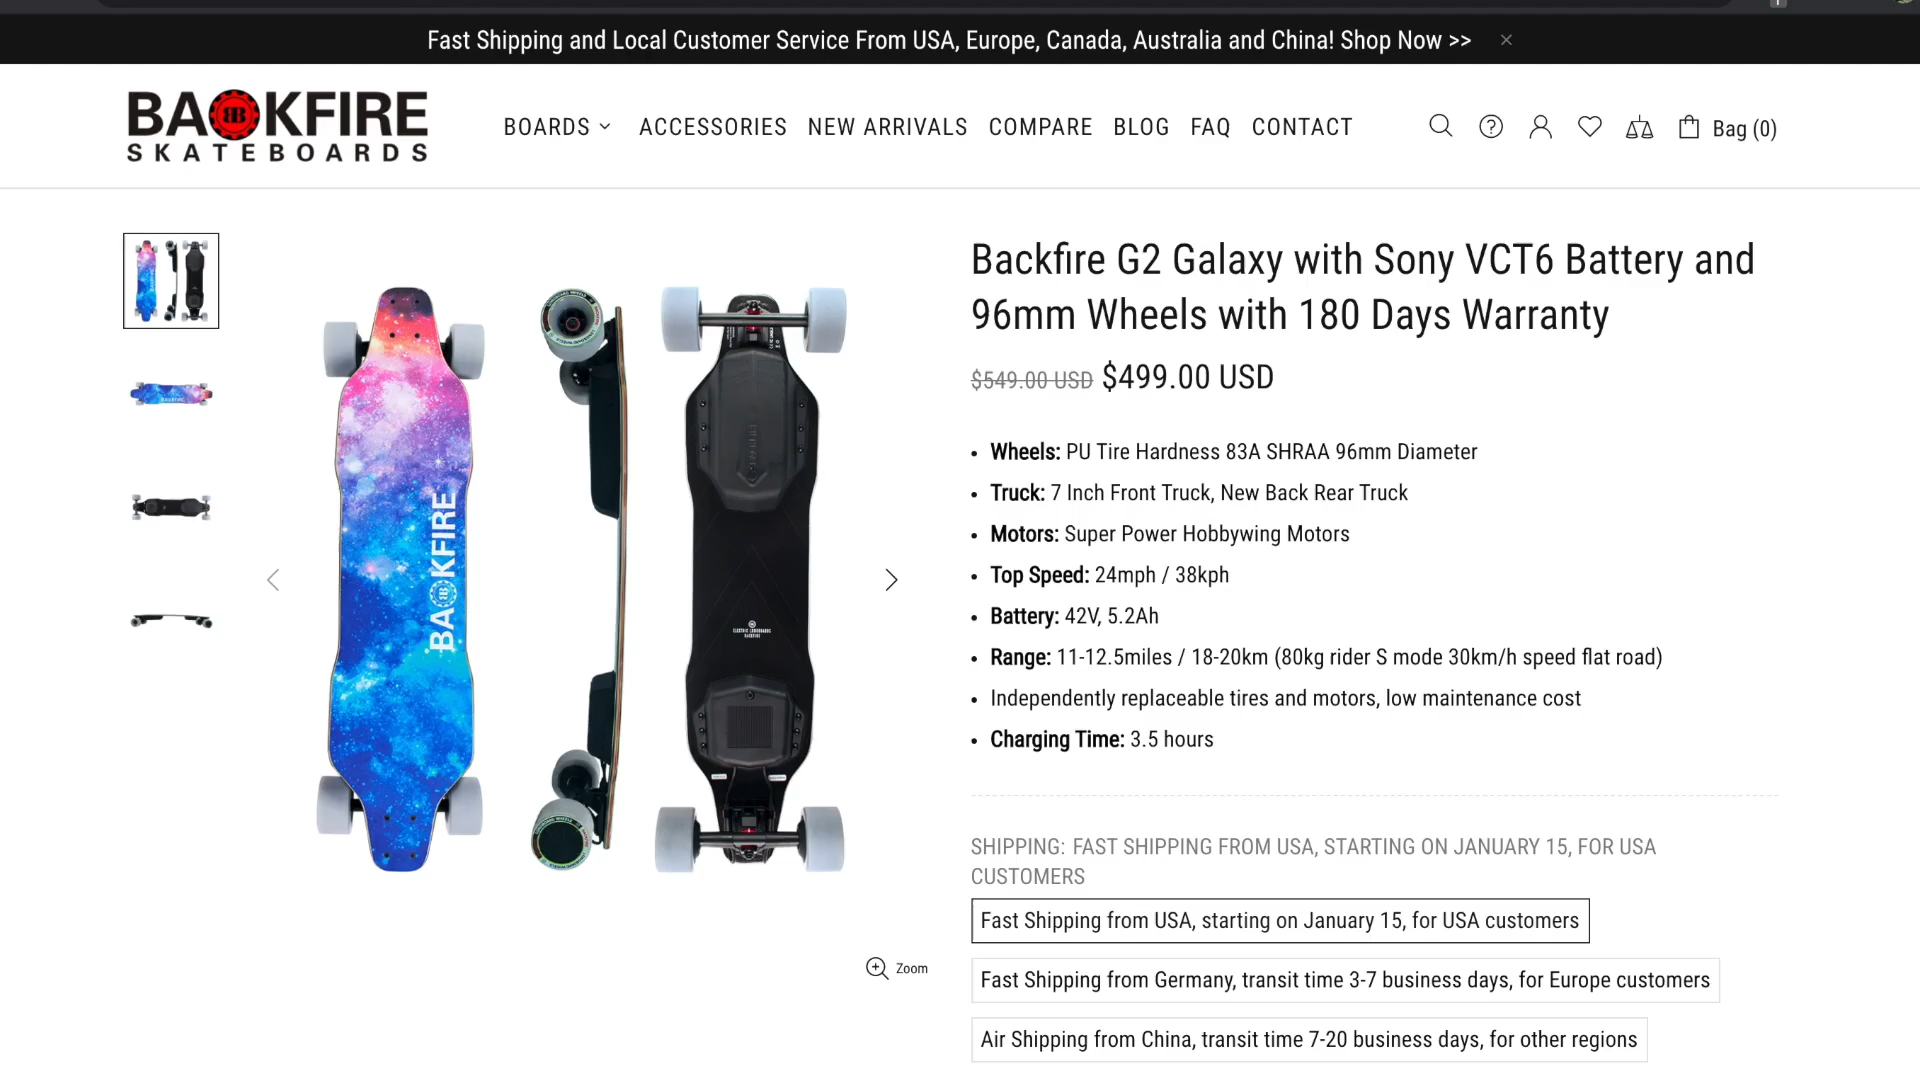 Fast Shipping and Local Customer Service From USA, Europe, Canada, Australia and China! Shop Now >>
BACKFIRE
SKATEBOARDS
BOARDS
ACCESSORIES
NEW ARRIVALS
COMPARE
BLOG
FAQ
CONTACT
Bag (0)
Backfire G2 Galaxy with Sony VCT6 Battery and
96mm Wheels with 180 Days Warranty
$549.00 USD $499.00 USD
• Wheels: PU Tire Hardness 83A SHRAA 96mm Diameter
• Truck: 7 Inch Front Truck, New Back Rear Truck
• Motors: Super Power Hobbywing Motors
• Top Speed: 24mph / 38kph
• Battery: 42V, 5.2Ah
• Range: 11-12.5miles / 18-20km (80kg rider S mode 30km/h speed flat road)
• Independently replaceable tires and motors, low maintenance cost
• Charging Time: 3.5 hours
BACKFIRE
ELECTRIC LONGBOARDS
BACKFIRE
Zoom
SHIPPING: FAST SHIPPING FROM USA, STARTING ON JANUARY 15, FOR USA
CUSTOMERS
Fast Shipping from USA, starting on January 15, for USA customers
Fast Shipping from Germany, transit time 3-7 business days, for Europe customers
Air Shipping from China, transit time 7-20 business days, for other regions